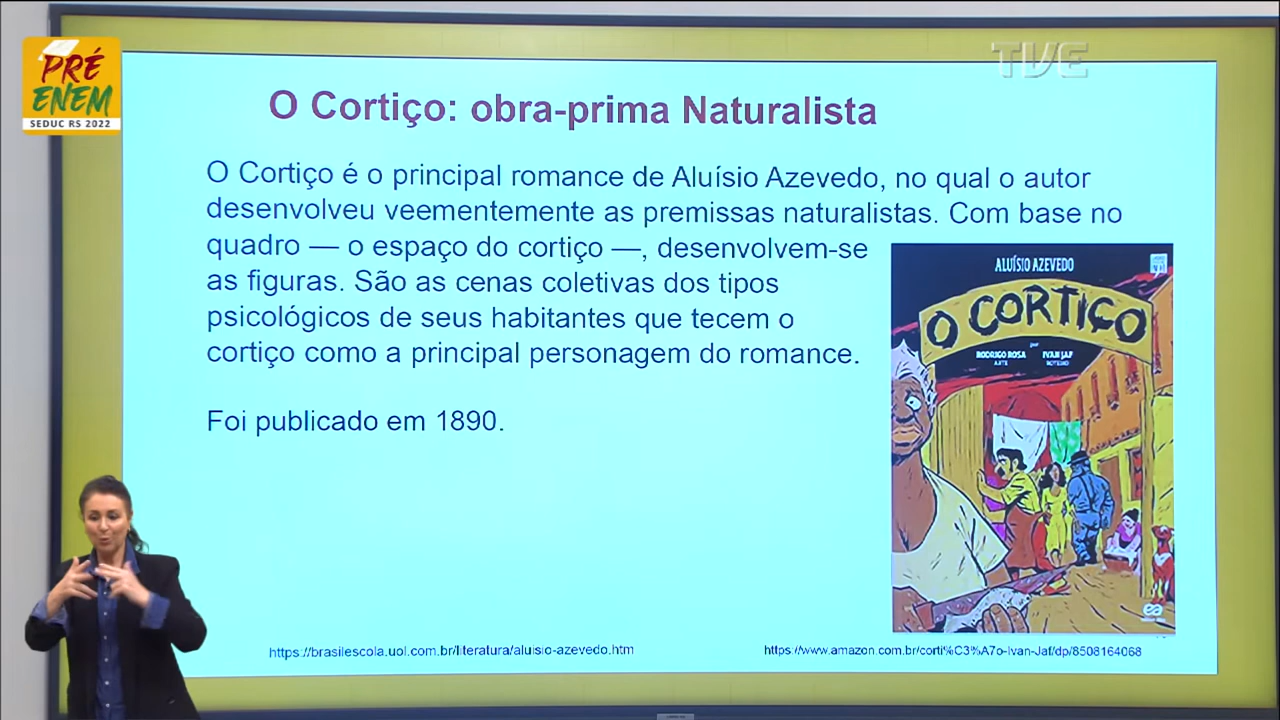 PRÉ
ENEM
SEDUC RS 2022
TVE
O Cortiço: obra-prima Naturalista
O Cortiço é o principal romance de Aluísio Azevedo, no qual o autor
desenvolveu veementemente as premissas naturalistas. Com base no
quadro — o espaço do cortiço —, desenvolvem-se
as figuras. São as cenas coletivas dos tipos
psicológicos de seus habitantes que tecem o
cortiço como a principal personagem do romance.
Foi publicado em 1890.
ALUÍSIO AZEVEDO
O CORTIÇO
por
RODRIGO ROSA IVAN JAF
ARTE ROTEIRO
https://brasilescola.uol.com.br/literatura/aluisio-azevedo.htm
https://www.amazon.com.br/corti%C3%A7o-Ivan-Jaf/dp/8508164068